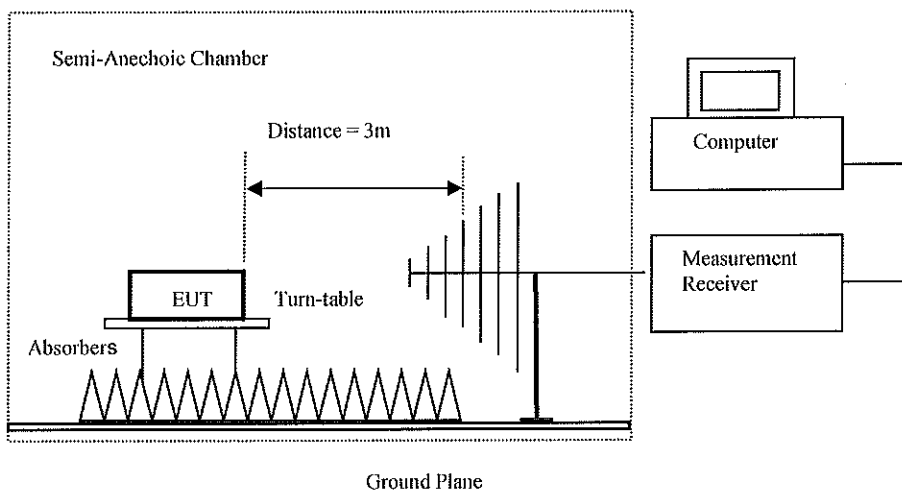 Semi-Anechoic Chamber
Distance = 3m
Computer
Measurement
Receiver
EUT
Turn-table
Absorbers
Ground Plane